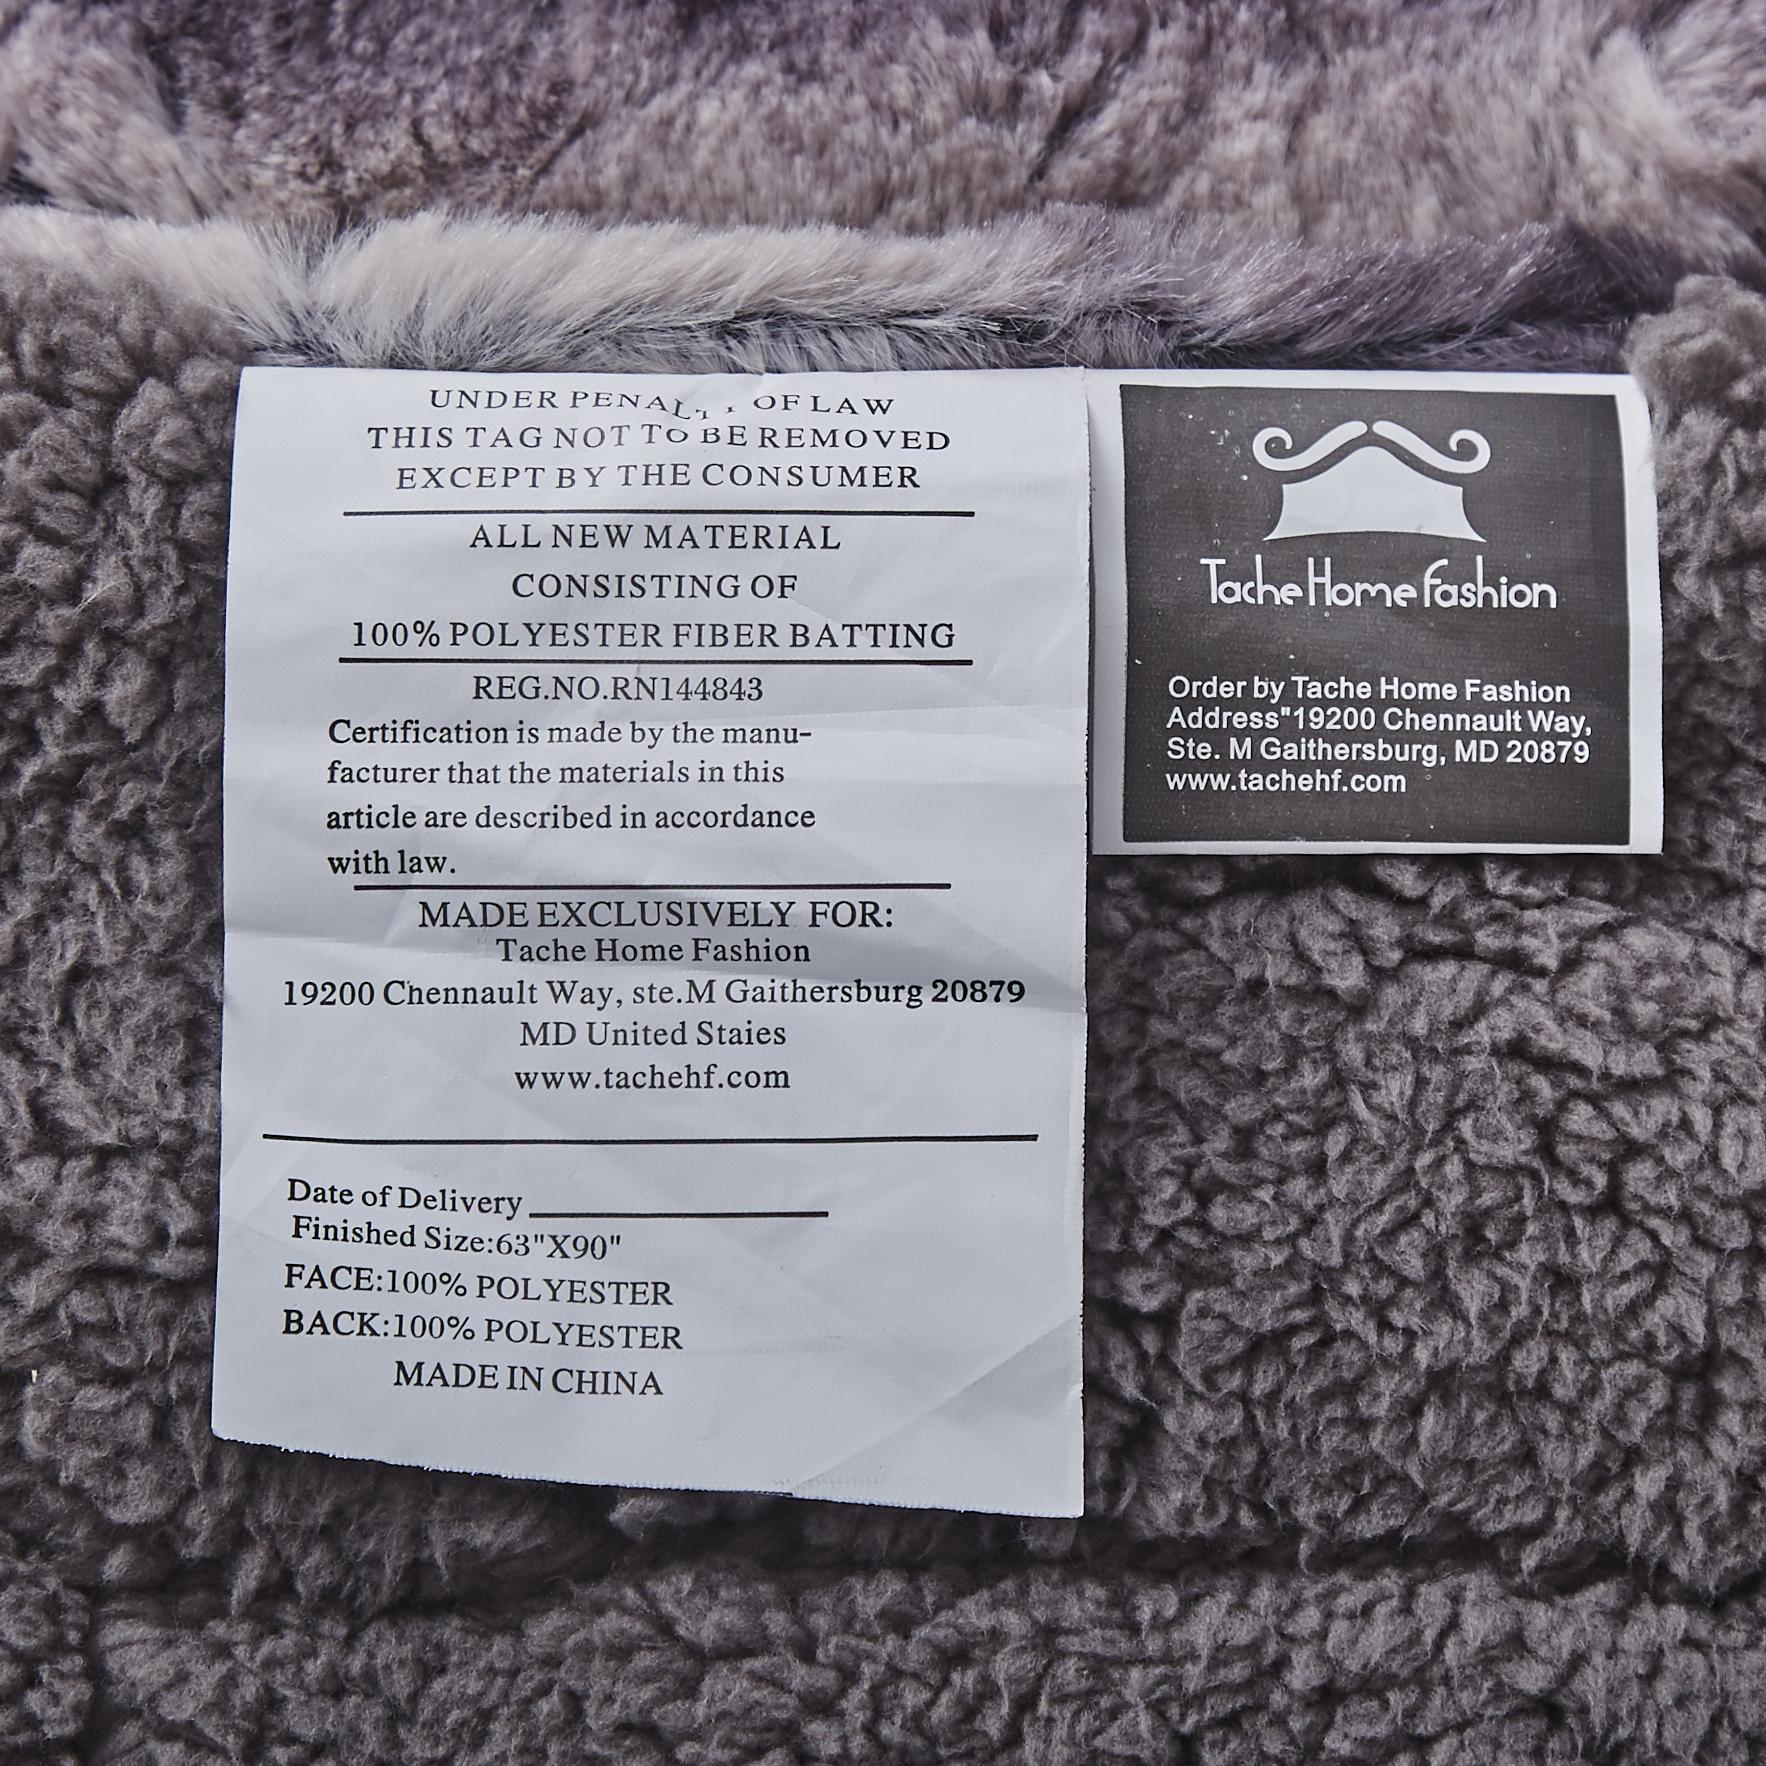 UNDER PENALTY OF LAW
THIS TAG NOT TO BE REMOVED
EXCEPT BY THE CONSUMER
ALL NEW MATERIAL
CONSISTING OF
100% POLYESTER FIBER BATTING
REG.NO.RN144843
Certification is made by the manu-
facturer that the materials in this
article are described in accordance
with law.
MADE EXCLUSIVELY FOR:
Tache Home Fashion
19200 Chennault Way, ste.M Gaithersburg 20879
MD United Staies
www.tachehf.com
Date of Delivery
Finished Size:63"X90"
FACE:100% POLYESTER
BACK:100% POLYESTER
MADE IN CHINA
Tache Home Fashion
Order by Tache Home Fashion
Address"19200 Chennault Way,
Ste. M Gaithersburg, MD 20879
www.tachehf.com